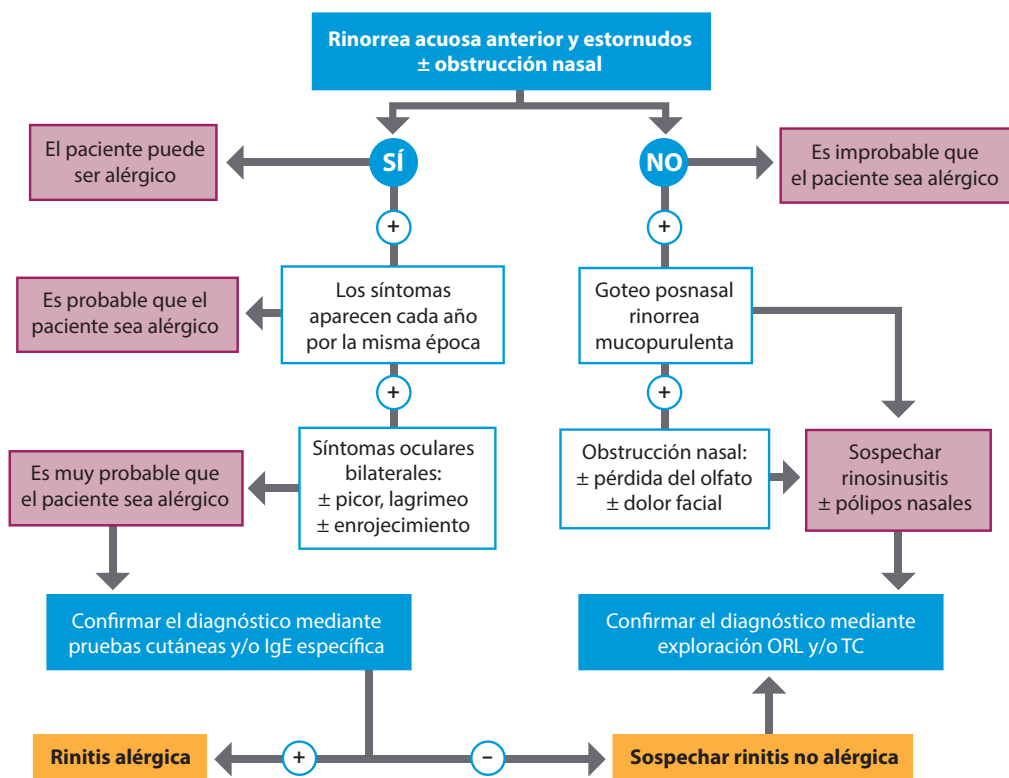 Rinorrea acuosa anterior y estornudos
± obstrucción nasal
El paciente puede
ser alérgico
SÍ
NO
Es improbable que
el paciente sea alérgico
+
+
Es probable que el
paciente sea alérgico
Los síntomas
aparecen cada año
por la misma época
Goteo posnasal
rinorrea
mucopurulenta
+
+
Es muy probable que
el paciente sea alérgico
Síntomas oculares
bilaterales:
± picor, lagrimeo
± enrojecimiento
Obstrucción nasal:
± pérdida del olfato
± dolor facial
Sospechar
rinosinusitis
± pólipos nasales
Confirmar el diagnóstico mediante
pruebas cutáneas y/o IgE específica
Confirmar el diagnóstico mediante
exploración ORL y/o TC
Rinitis alérgica
+
−
Sospechar rinitis no alérgica